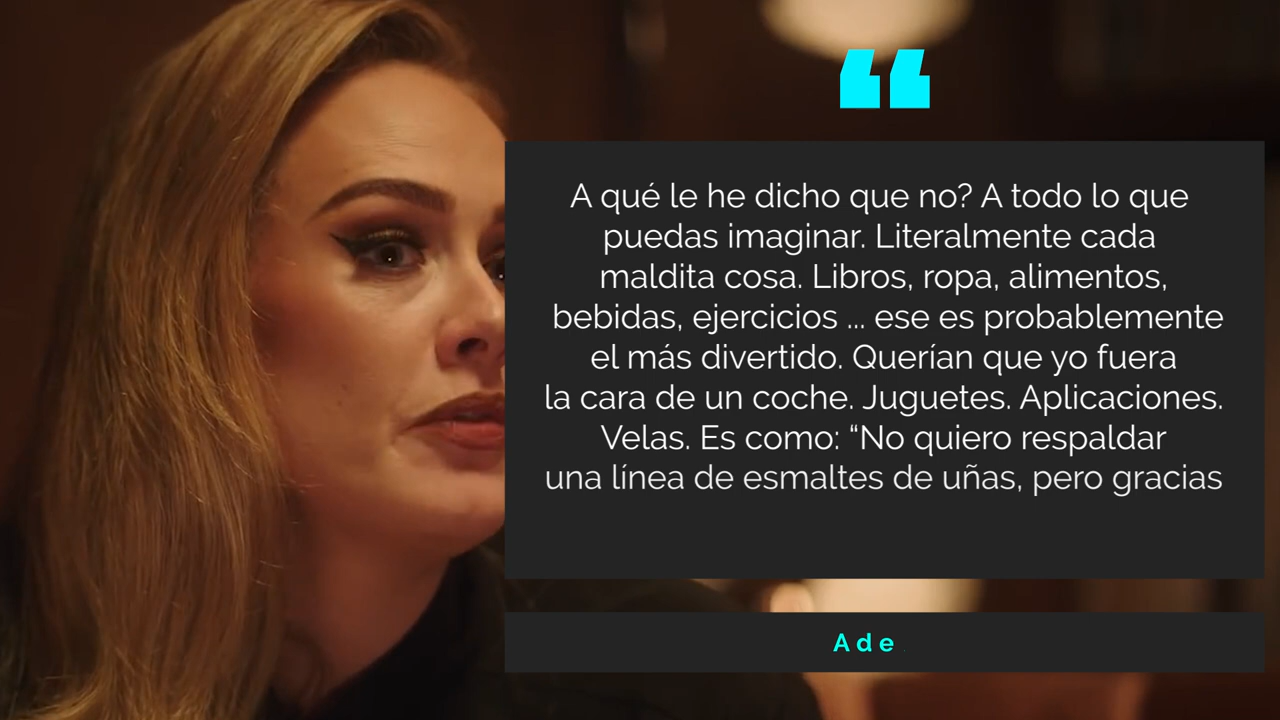 “
A qué le he dicho que no? A todo lo que
puedas imaginar. Literalmente cada
maldita cosa. Libros, ropa, alimentos,
bebidas, ejercicios ... ese es probablemente
el más divertido. Querían que yo fuera
la cara de un coche. Juguetes. Aplicaciones.
Velas. Es como: “No quiero respaldar
una línea de esmaltes de uñas, pero gracias
Ade